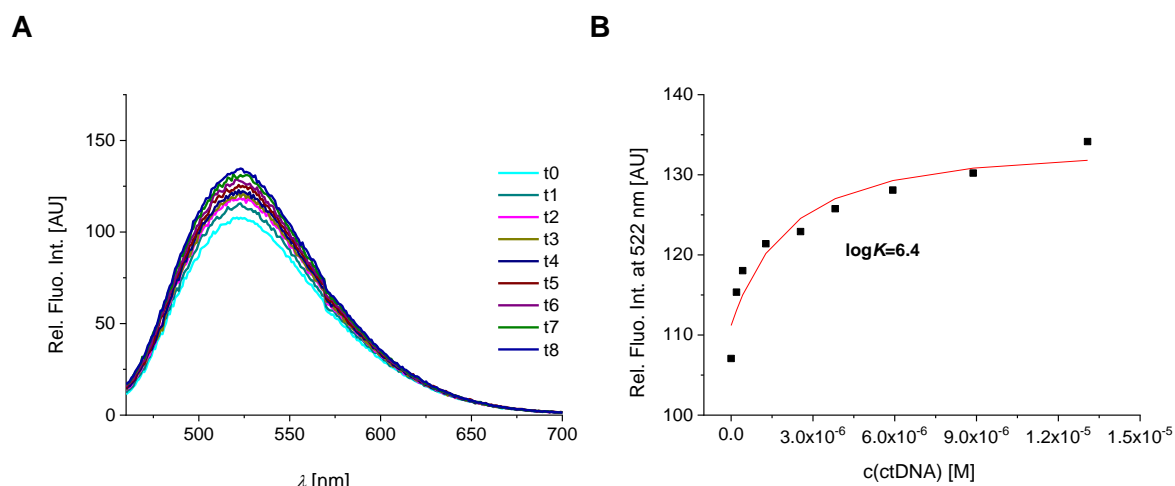 A
B
Rel. Fluo. Int. [AU]
150
100
50
0
500
550
600
650
700
λ [nm]
t0
t1
t2
t3
t4
t5
t6
t7
t8
Rel. Fluo. Int. at 522 nm [AU]
140
130
120
110
100
logK=6.4
0.0
3.0x10⁻⁶
6.0x10⁻⁶
9.0x10⁻⁶
1.2x10⁻⁵
1.5x10⁻⁵
c(ctDNA) [M]